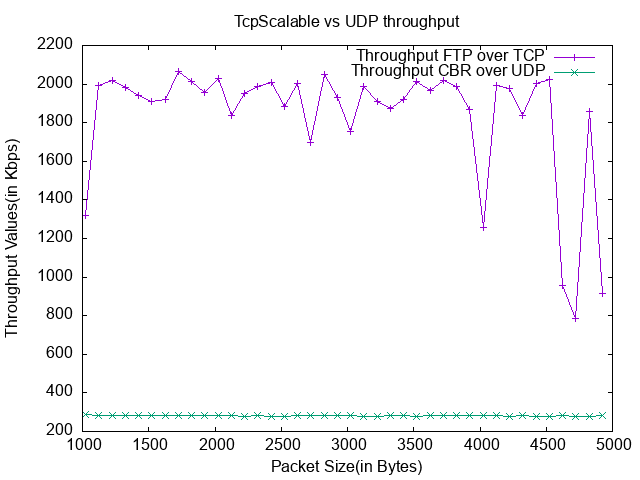 TcpScalable vs UDP throughput
Throughput FTP over TCP
Throughput CBR over UDP
Throughput Values(in Kbps)
2200
2000
1800
1600
1400
1200
1000
800
600
400
200
1000 1500 2000 2500 3000 3500 4000 4500 5000
Packet Size(in Bytes)